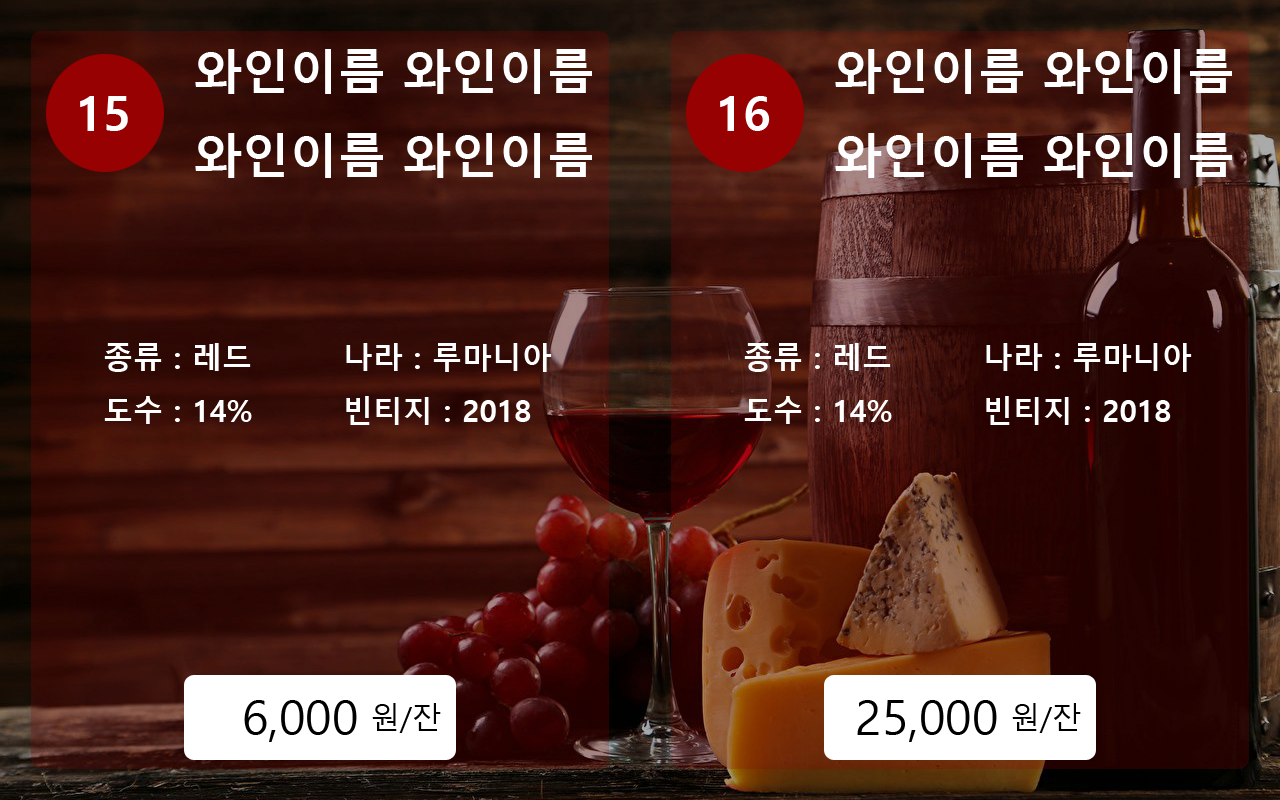 15
와인이름 와인이름
와인이름 와인이름
종류 : 레드
나라 : 루마니아
도수 : 14%
빈티지 : 2018
6,000 원/잔
16
와인이름 와인이름
와인이름 와인이름
종류 : 레드
나라 : 루마니아
도수 : 14%
빈티지 : 2018
25,000 원/잔